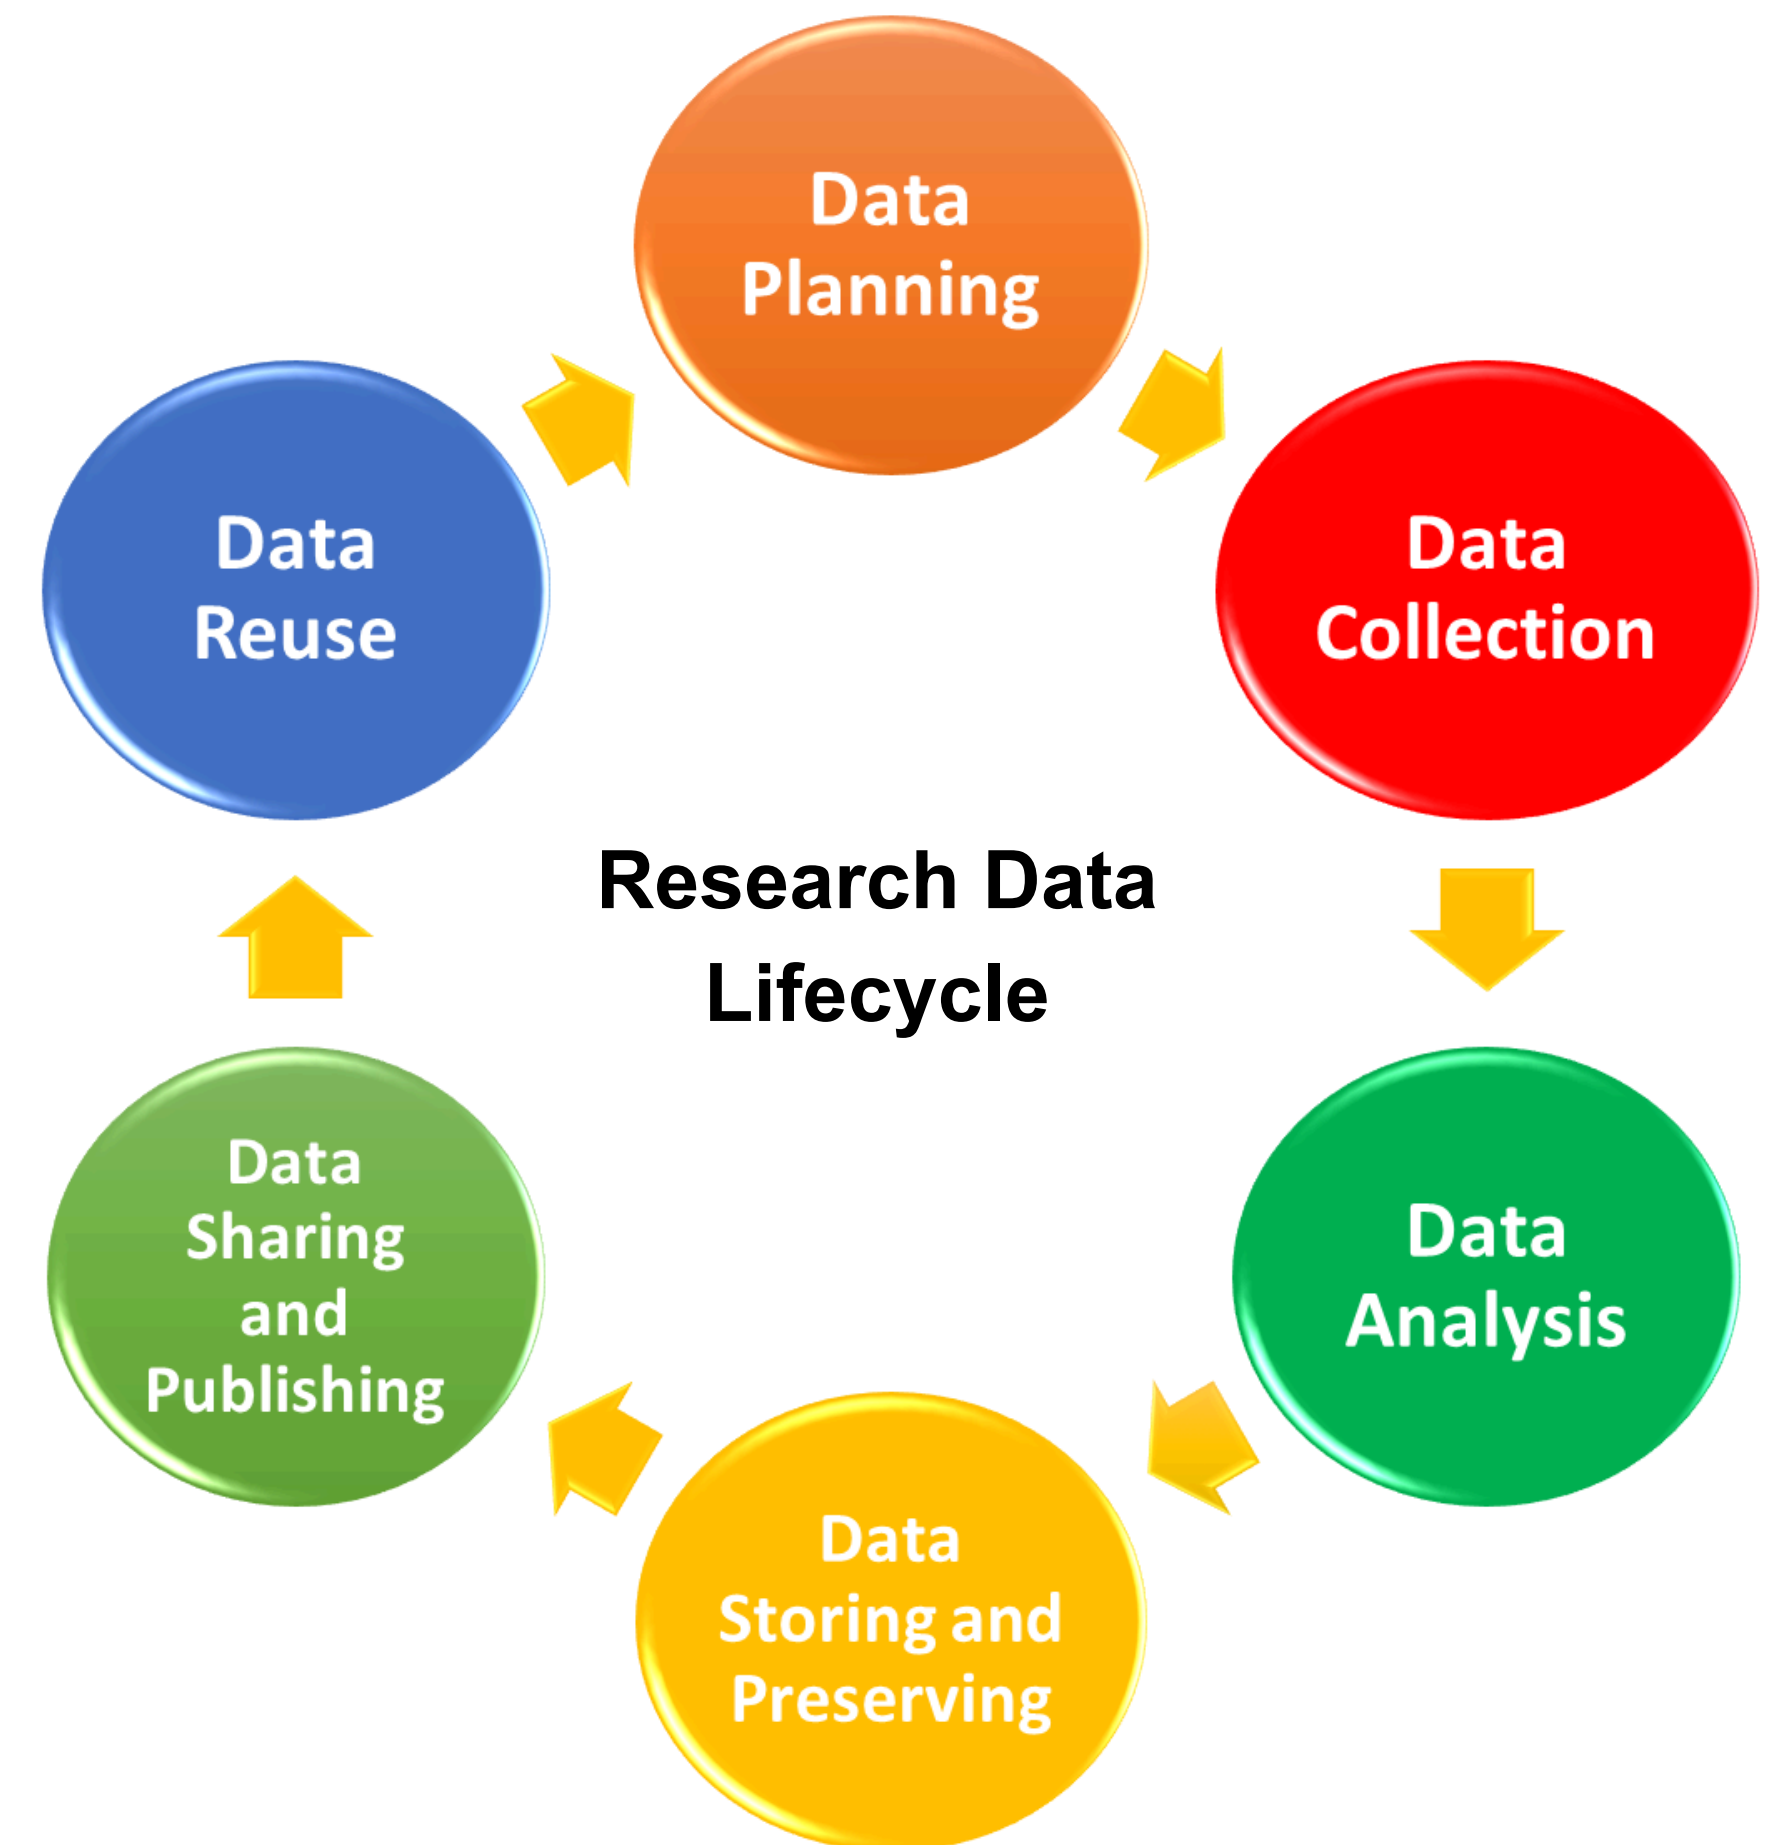 Data
Planning
Data
Collection
Data
Analysis
Data
Storing and
Preserving
Data
Sharing
and
Publishing
Data
Reuse
Research Data
Lifecycle